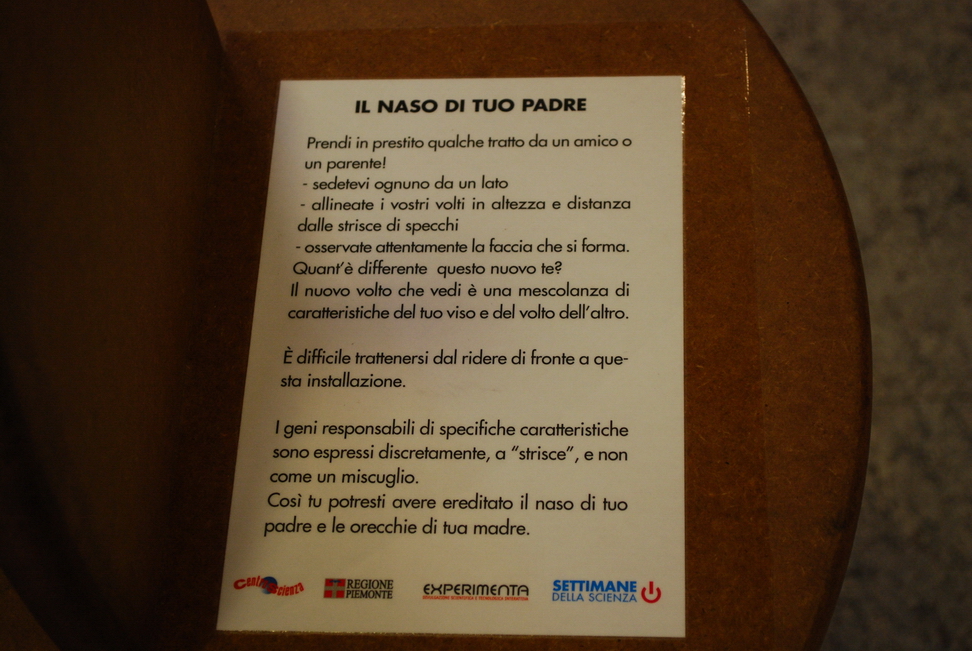 IL NASO DI TUO PADRE
Prendi in prestito qualche tratto da un amico o
un parente!
- sedetevi ognuno da un lato
- allineate i vostri volti in altezza e distanza
dalle strisce di specchi
- osservate attentamente la faccia che si forma.
Quant'è differente questo nuovo te?
Il nuovo volto che vedi è una mescolanza di
caratteristiche del tuo viso e del volto dell'altro.
È difficile trattenersi dal ridere di fronte a que-
sta installazione.
I geni responsabili di specifiche caratteristiche
sono espressi discretamente, a "strisce", e non
come un miscuglio.
Così tu potresti avere ereditato il naso di tuo
padre e le orecchie di tua madre.
CentroScienza
REGIONE
PIEMONTE
EXPERIMENTA
SETTIMANE
DELLA SCIENZA